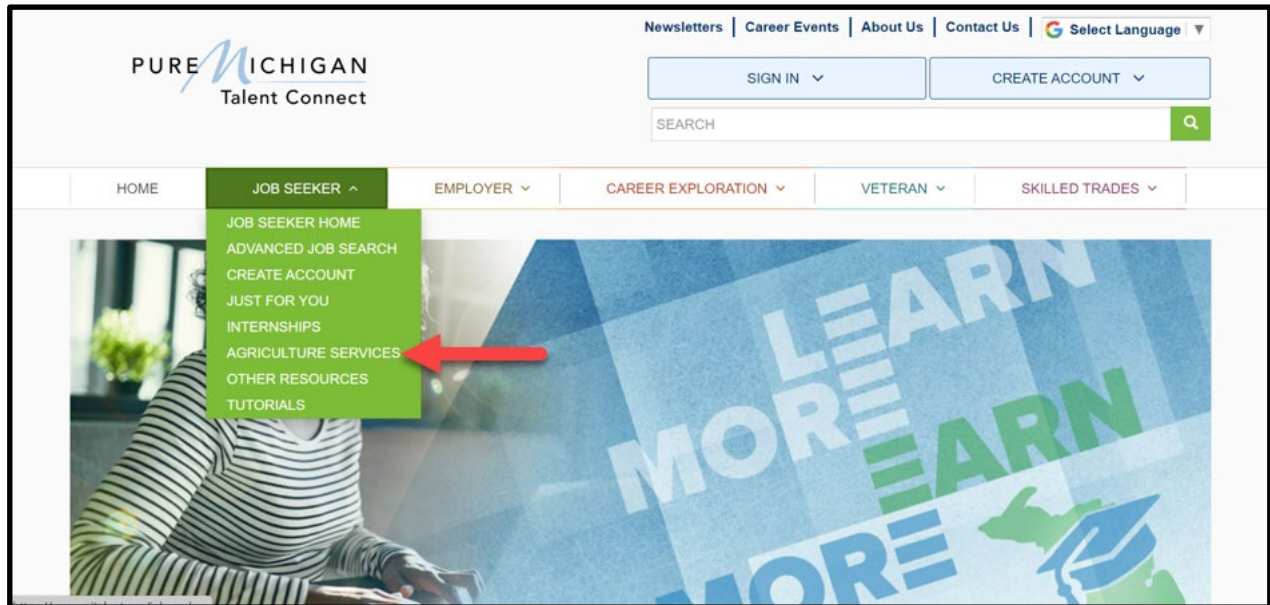 Newsletters | Career Events | About Us | Contact Us | G Select Language ▼
PURE MICHIGAN
Talent Connect
SIGN IN
CREATE ACCOUNT
SEARCH
HOME
JOB SEEKER
EMPLOYER
CAREER EXPLORATION
VETERAN
SKILLED TRADES
JOB SEEKER HOME
ADVANCED JOB SEARCH
CREATE ACCOUNT
JUST FOR YOU
INTERNSHIPS
AGRICULTURE SERVICES
OTHER RESOURCES
TUTORIALS
LEARN
MORE
EARN
MORE